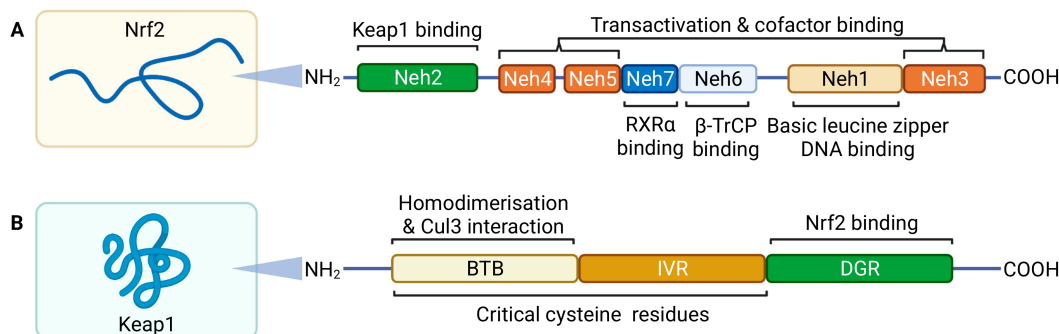 A
Nrf2
Keap1 binding
Transactivation & cofactor binding
NH₂
Neh2
Neh4
Neh5
Neh7
Neh6
Neh1
Neh3
COOH
RXRα
binding
β-TrCP
binding
Basic leucine zipper
DNA binding
B
Keap1
Homodimerisation
& Cul3 interaction
Nrf2 binding
NH₂
BTB
IVR
DGR
COOH
Critical cysteine residues